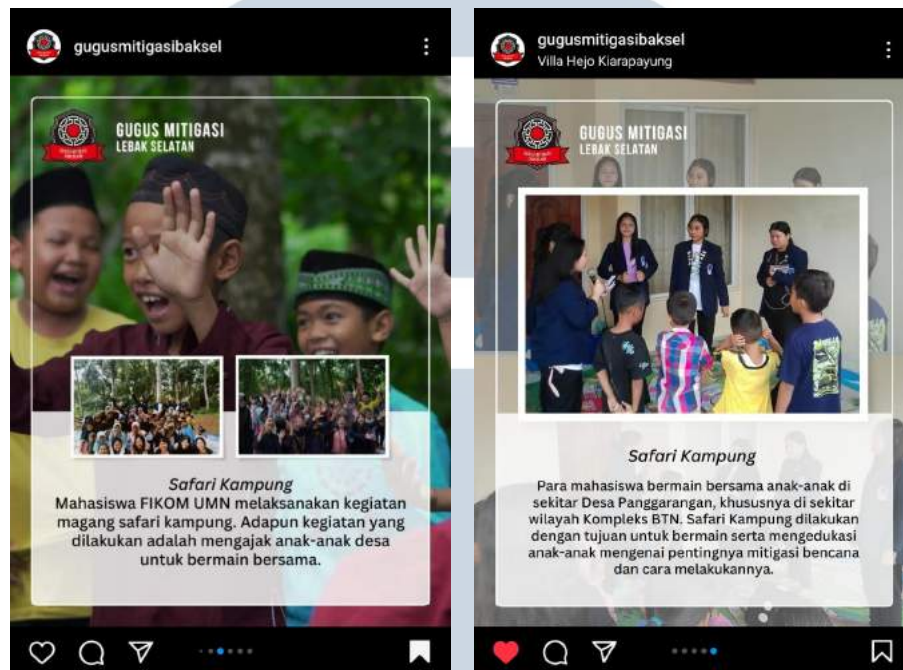 gugusmitigasibaksel
GUGUS MITIGASI
LEBAK SELATAN
Safari Kampung
Mahasiswa FIKOM UMN melaksanakan kegiatan
magang safari kampung. Adapun kegiatan yang
dilakukan adalah mengajak anak-anak desa
untuk bermain bersama.
gugusmitigasibaksel
Villa Hejo Kiarapayung
GUGUS MITIGASI
LEBAK SELATAN
Safari Kampung
Para mahasiswa bermain bersama anak-anak di
sekitar Desa Panggarangan, khususnya di sekitar
wilayah Kompleks BTN. Safari Kampung dilakukan
dengan tujuan untuk bermain serta mengedukasi
anak-anak mengenai pentingnya mitigasi bencana
dan cara melakukannya.